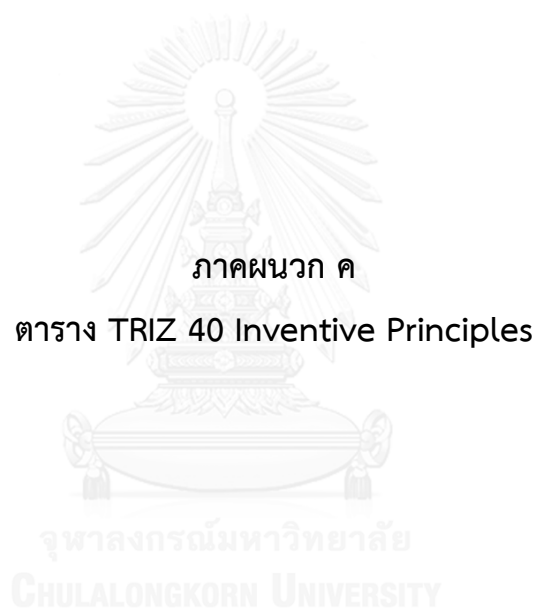 ภาคผนวก ค
ตาราง TRIZ 40 Inventive Principles
จุฬาลงกรณ์มหาวิทยาลัย
CHULALONGKORN UNIVERSITY